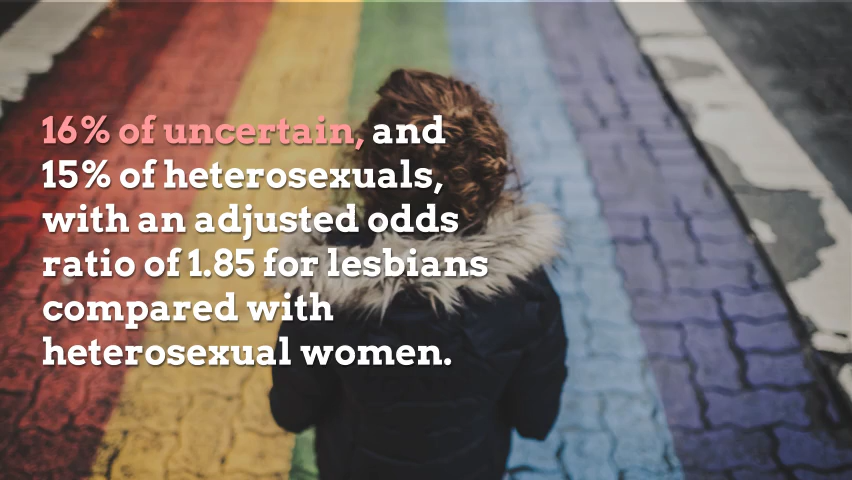 16% of uncertain, and
15% of heterosexuals,
with an adjusted odds
ratio of 1.85 for lesbians
compared with
heterosexual women.